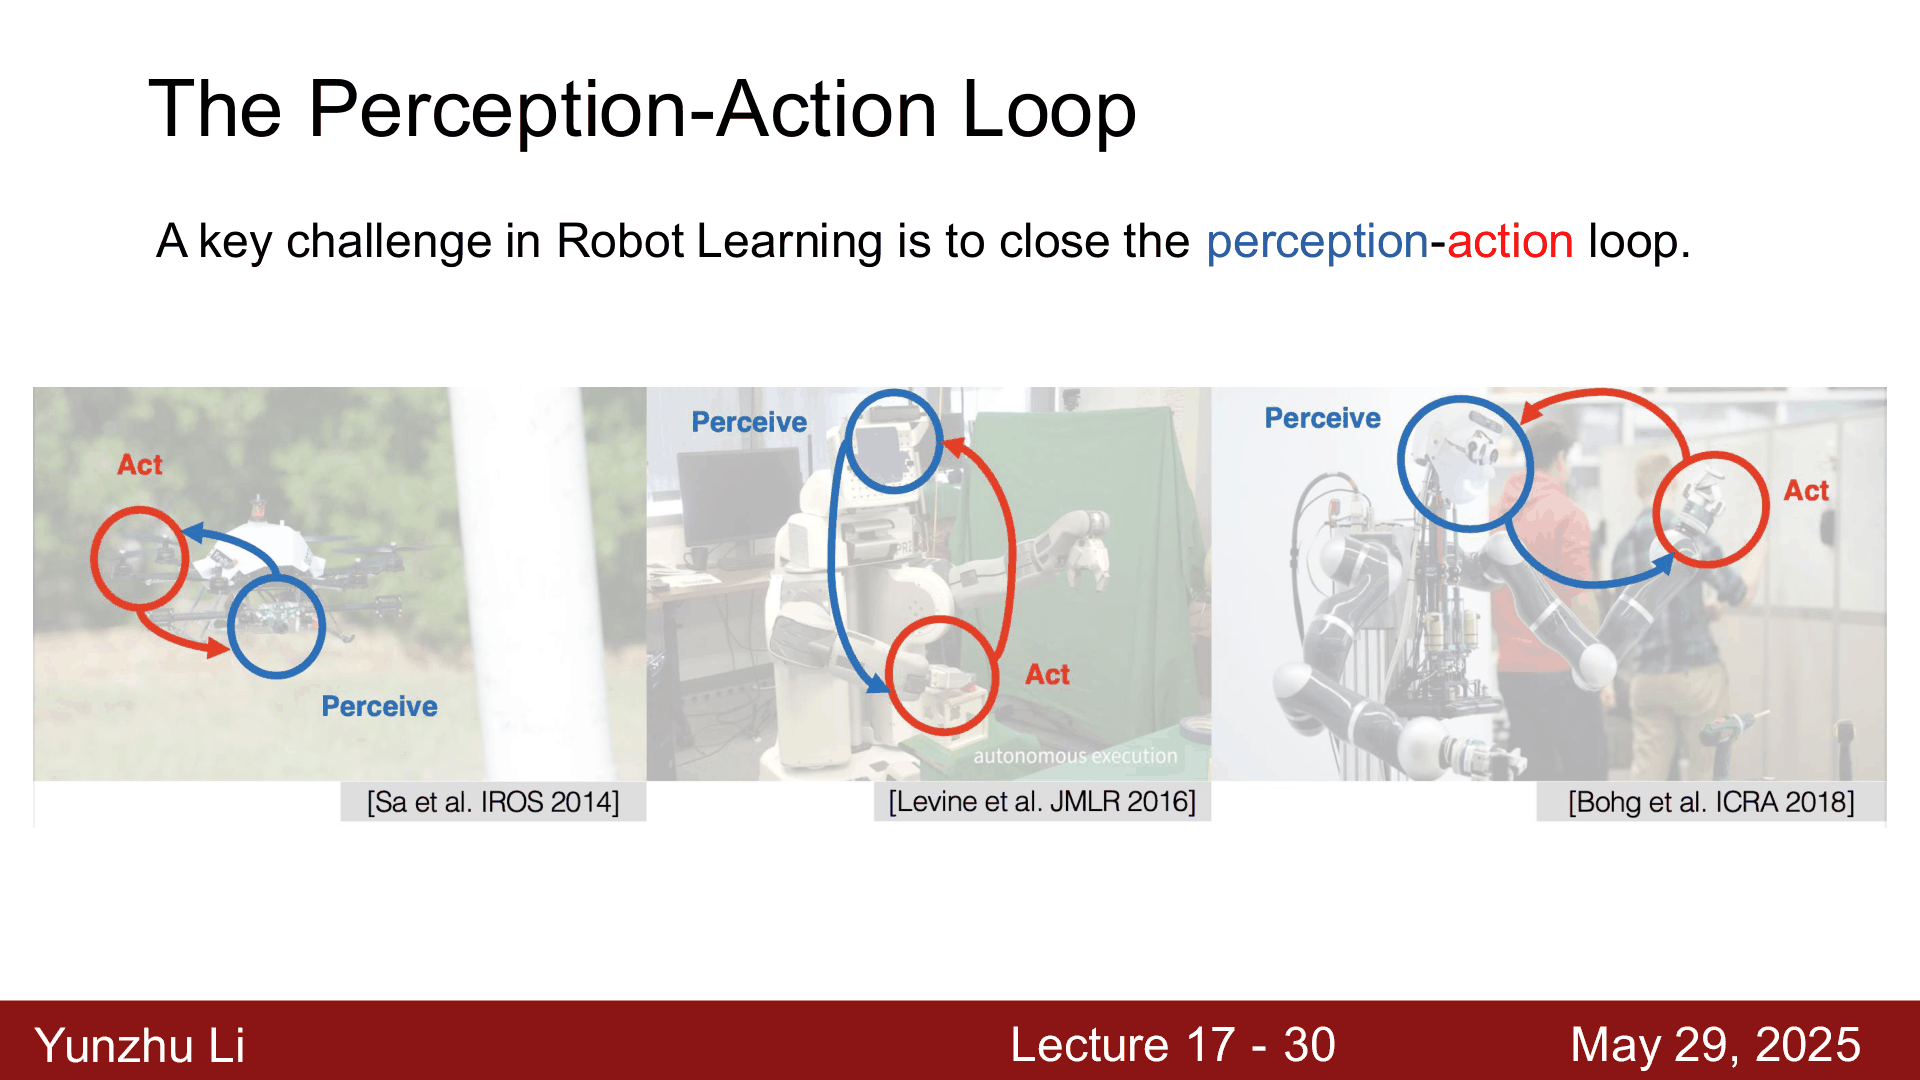 The Perception-Action Loop
A key challenge in Robot Learning is to close the perception-action loop.
Act
Perceive
[Sa et al. IROS 2014]
Perceive
Act
autonomous execution
[Levine et al. JMLR 2016]
Perceive
Act
[Bohg et al. ICRA 2018]
Yunzhu Li
Lecture 17 - 30
May 29, 2025